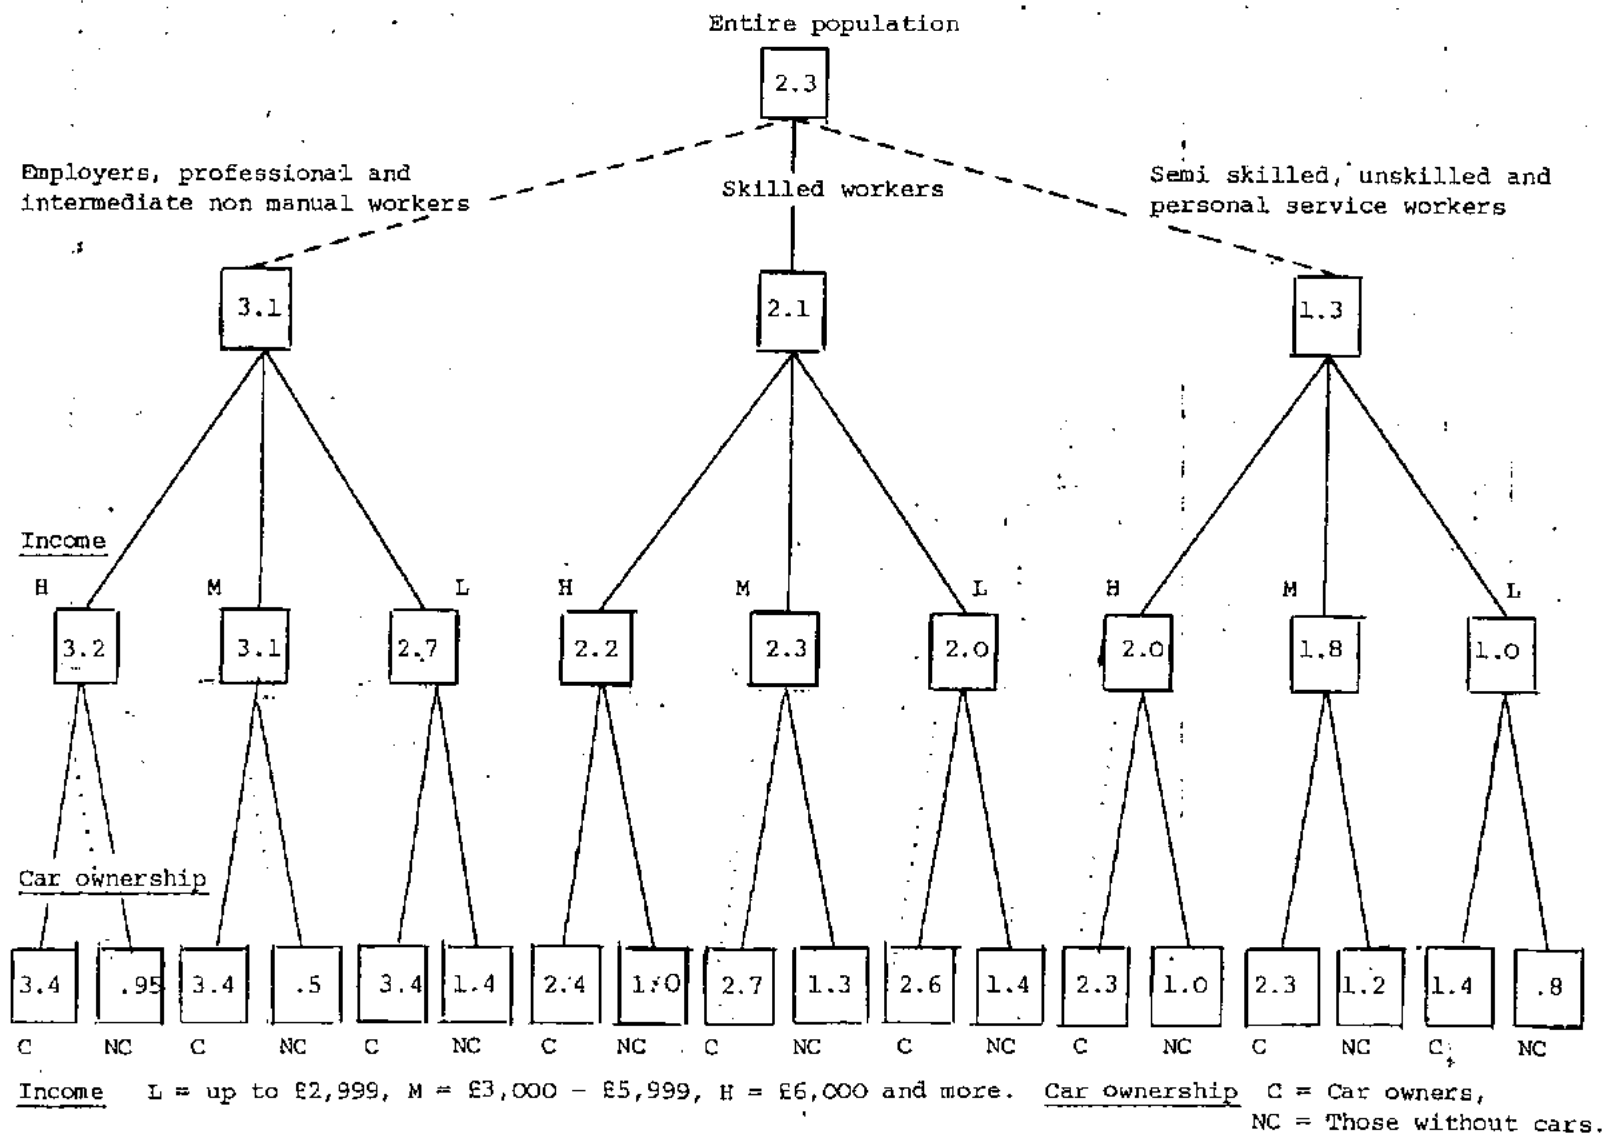 Entire population
2.3
Employers, professional and
intermediate non manual workers
Skilled workers
Semi skilled, unskilled and
personal service workers
3.1
2.1
1.3
Income
H M L H M L H M L
3.2 3.1 2.7 2.2 2.3 2.0 2.0 1.8 1.0
Car ownership
3.4 .95 3.4 .5 3.4 1.4 2.4 1.0 2.7 1.3 2.6 1.4 2.3 1.0 2.3 1.2 1.4 .8
C NC C NC C NC C NC C NC C NC C NC C NC C NC
Income L = up to £2,999, M = £3,000 - £5,999, H = £6,000 and more. Car ownership C = Car owners,
NC = Those without cars.